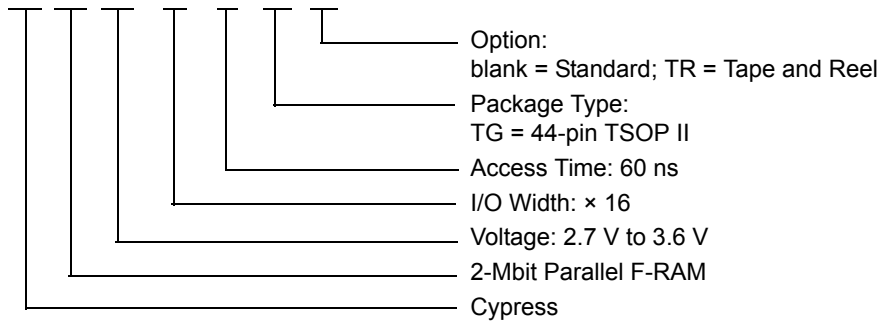 Option:
blank = Standard; TR = Tape and Reel
Package Type:
TG = 44-pin TSOP II
Access Time: 60 ns
I/O Width: × 16
Voltage: 2.7 V to 3.6 V
2-Mbit Parallel F-RAM
Cypress